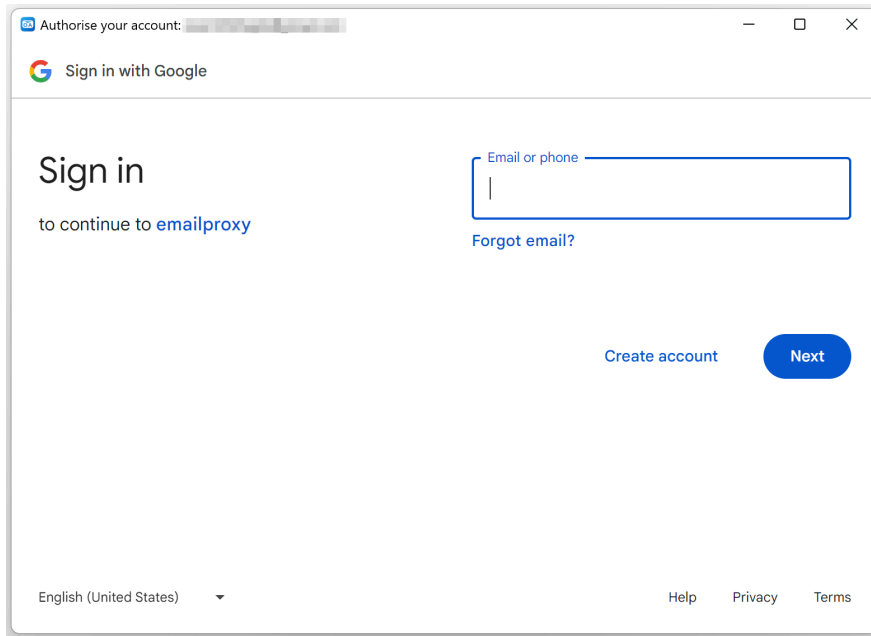 Authorise your account:
Sign in with Google
Sign in
to continue to emailproxy
Email or phone
Forgot email?
Create account
Next
English (United States)
Help
Privacy
Terms